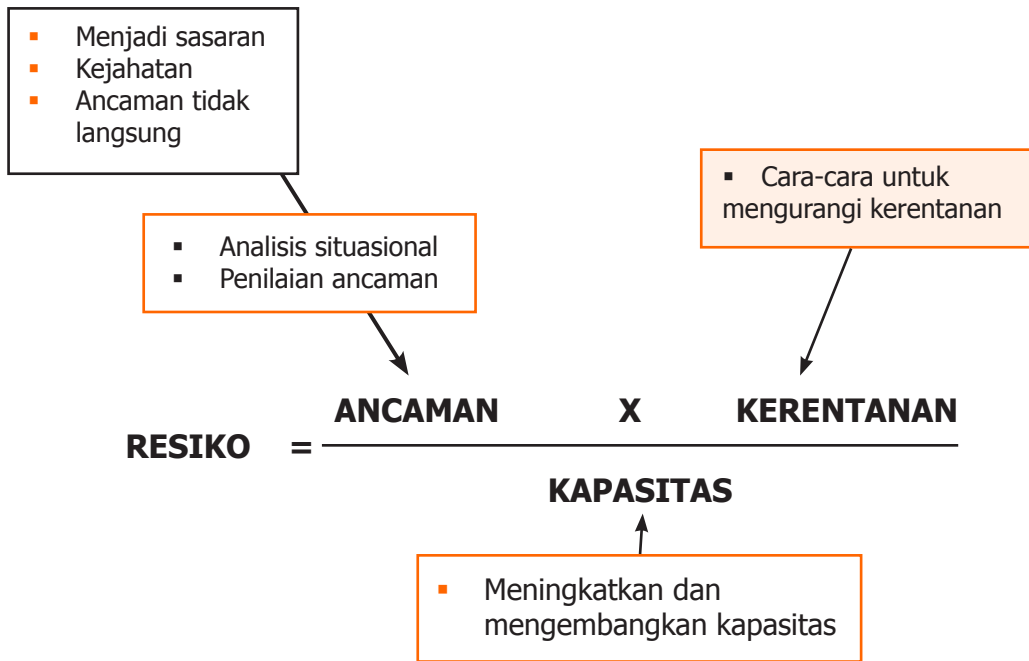 ▪ Menjadi sasaran
▪ Kejahatan
▪ Ancaman tidak
langsung
▪ Cara-cara untuk
mengurangi kerentanan
▪ Analisis situasional
▪ Penilaian ancaman
ANCAMAN X KERENTANAN
RESIKO =
KAPASITAS
▪ Meningkatkan dan
mengembangkan kapasitas